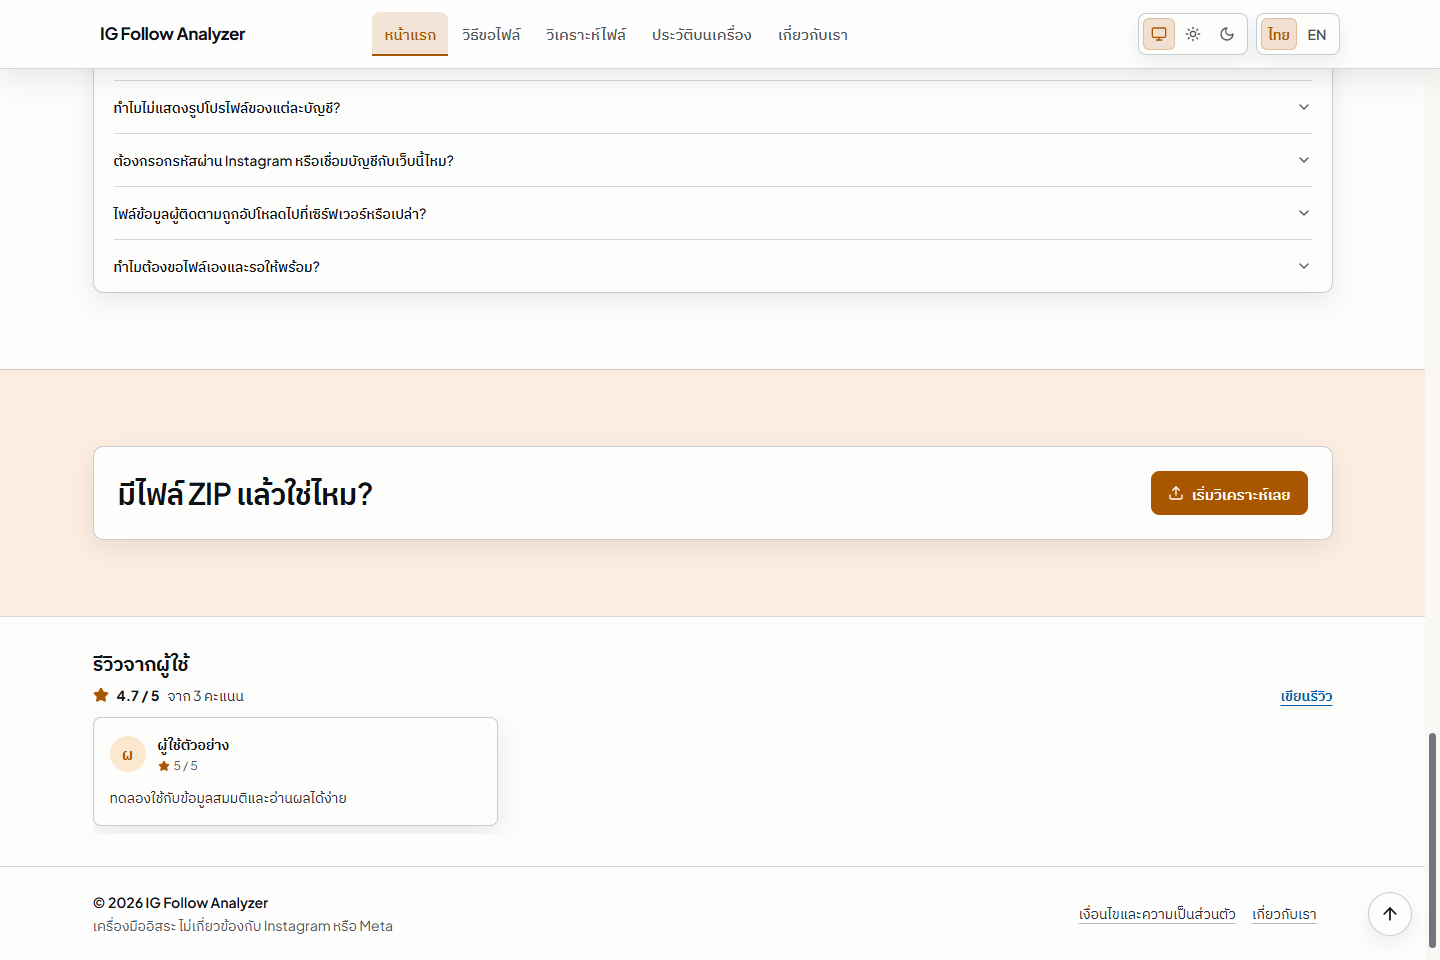 IG Follow Analyzer
หน้าแรก
วิธีขอไฟล์
วิเคราะห์ไฟล์
ประวัติบนเครื่อง
เกี่ยวกับเรา
ไทย
EN
ทำไมไม่แสดงรูปโปรไฟล์ของแต่ละบัญชี?
ต้องกรอกรหัสผ่าน Instagram หรือเชื่อมบัญชีกับเว็บนี้ไหม?
ไฟล์ข้อมูลผู้ติดตามถูกอัปโหลดไปที่เซิร์ฟเวอร์หรือเปล่า?
ทำไมต้องขอไฟล์เองและรอให้พร้อม?
มีไฟล์ ZIP แล้วใช่ไหม?
เริ่มวิเคราะห์เลย
รีวิวจากผู้ใช้
4.7 / 5 จาก 3 คะแนน
เขียนรีวิว
ผ
ผู้ใช้ตัวอย่าง
5 / 5
ทดลองใช้กับข้อมูลสมมติและอ่านผลได้ง่าย
© 2026 IG Follow Analyzer
เครื่องมืออิสระ ไม่เกี่ยวข้องกับ Instagram หรือ Meta
เงื่อนไขและความเป็นส่วนตัว
เกี่ยวกับเรา